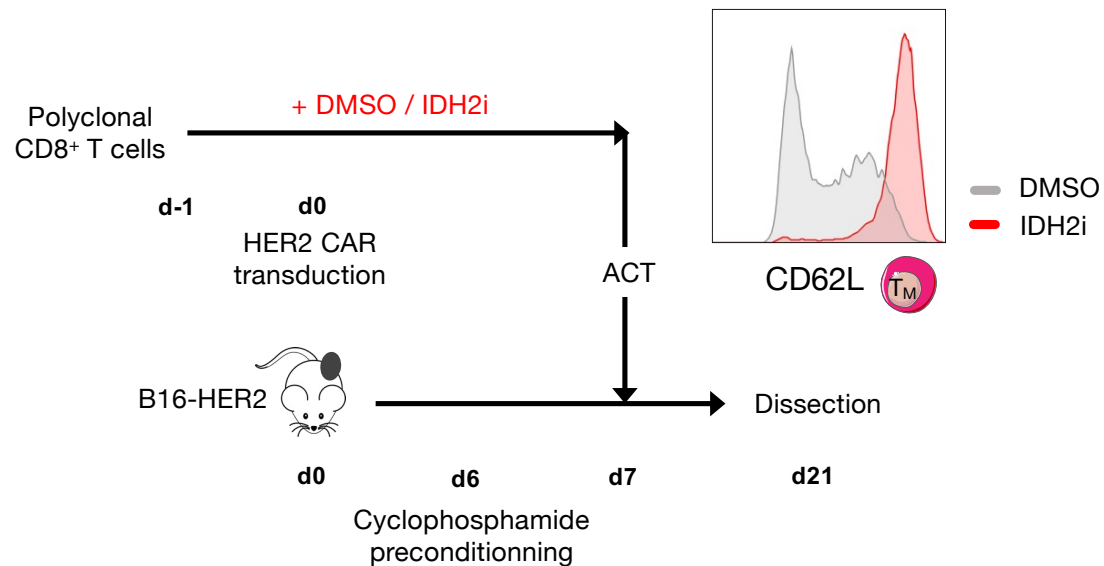 + DMSO / IDH2i
Polyclonal
CD8+ T cells
d-1
d0
HER2 CAR
transduction
ACT
DMSO
IDH2i
CD62L
TM
B16-HER2
Dissection
d0
d6
d7
d21
Cyclophosphamide
preconditionning